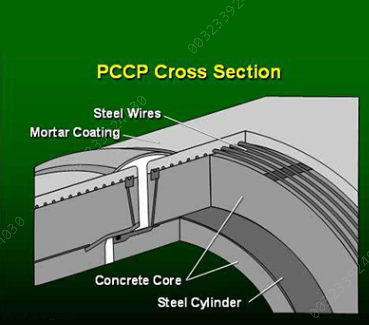 PCCP Cross Section
Steel Wires
Mortar Coating
Concrete Core
Steel Cylinder